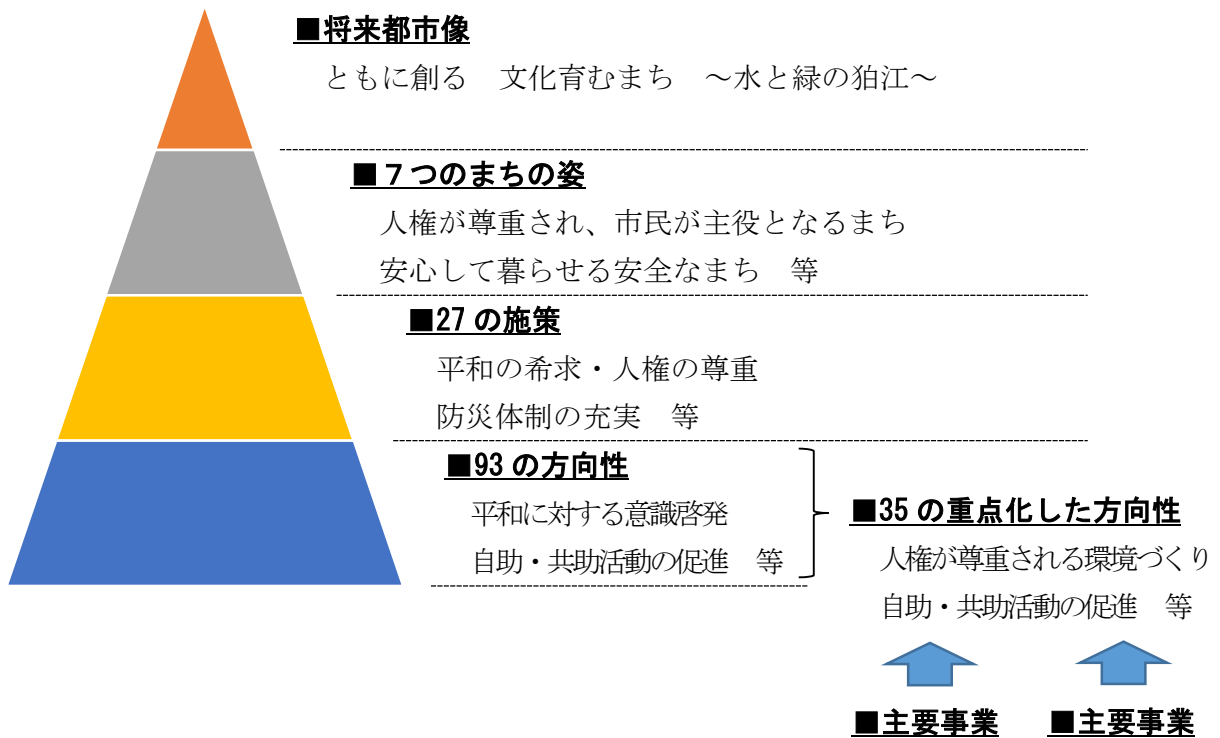 ■将来都市像
ともに創る　文化育むまち　～水と緑の狛江～
■７つのまちの姿
人権が尊重され、市民が主役となるまち
安心して暮らせる安全なまち　等
■27の施策
平和の希求・人権の尊重
防災体制の充実　等
■93の方向性
平和に対する意識啓発
自助・共助活動の促進　等
■35の重点化した方向性
人権が尊重される環境づくり
自助・共助活動の促進　等
■主要事業
■主要事業